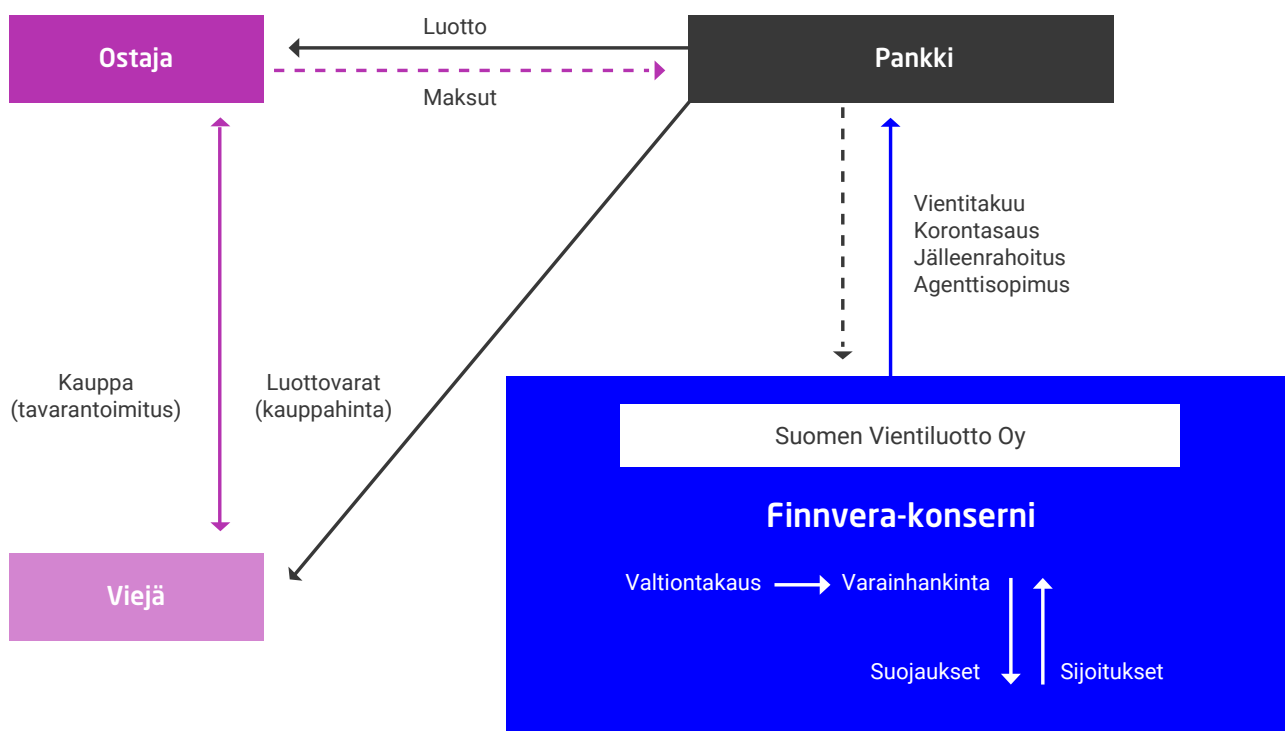 Luotto
Ostaja
Pankki
Maksut
Vientitakuu
Korontasaus
Jälleenrahoitus
Agenttisopimus
Kauppa
(tavarantoimitus)
Luottovarat
(kauppahinta)
Suomen Vientiluotto Oy
Finnvera-konserni
Viejä
Valtiontakaus
Varainhankinta
Suojaukset
Sijoitukset